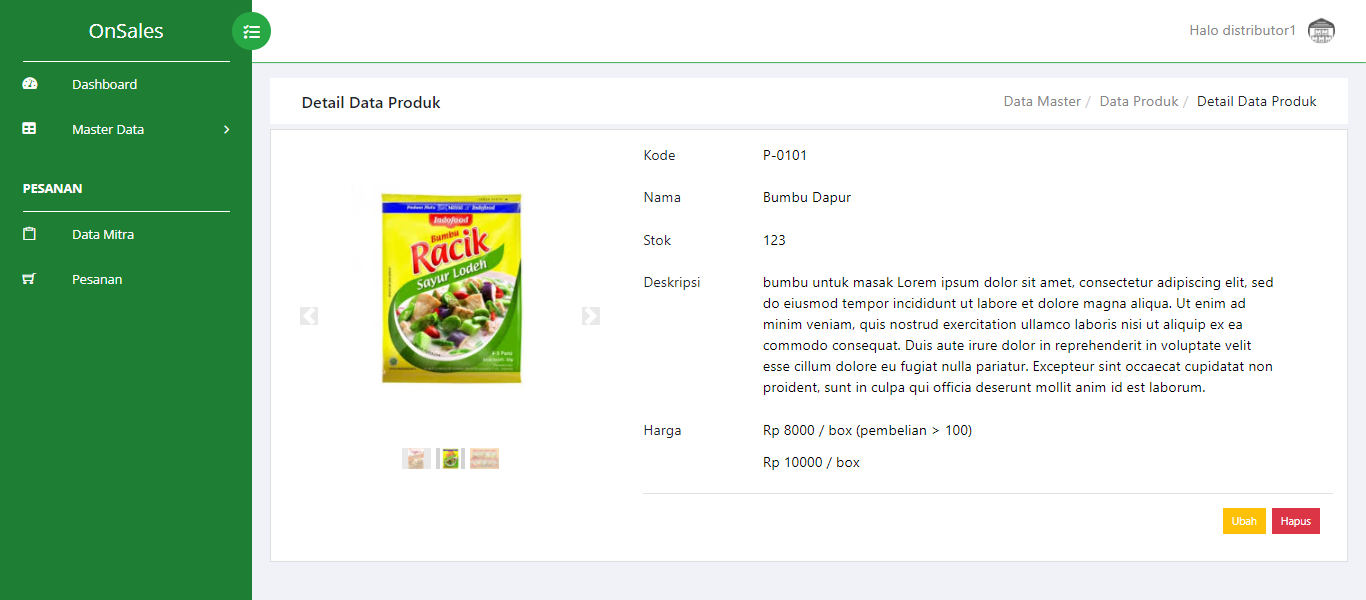 OnSales
Halo distributor1
Dashboard
Master Data
PESANAN
Data Mitra
Pesanan
Detail Data Produk
Data Master / Data Produk / Detail Data Produk
Indofood
Bumbu
Racik
Sayur Lodeh
Kode P-0101
Nama Bumbu Dapur
Stok 123
Deskripsi bumbu untuk masak Lorem ipsum dolor sit amet, consectetur adipiscing elit, sed
do eiusmod tempor incididunt ut labore et dolore magna aliqua. Ut enim ad
minim veniam, quis nostrud exercitation ullamco laboris nisi ut aliquip ex ea
commodo consequat. Duis aute irure dolor in reprehenderit in voluptate velit
esse cillum dolore eu fugiat nulla pariatur. Excepteur sint occaecat cupidatat non
proident, sunt in culpa qui officia deserunt mollit anim id est laborum.
Harga Rp 8000 / box (pembelian > 100)
Rp 10000 / box
Ubah Hapus